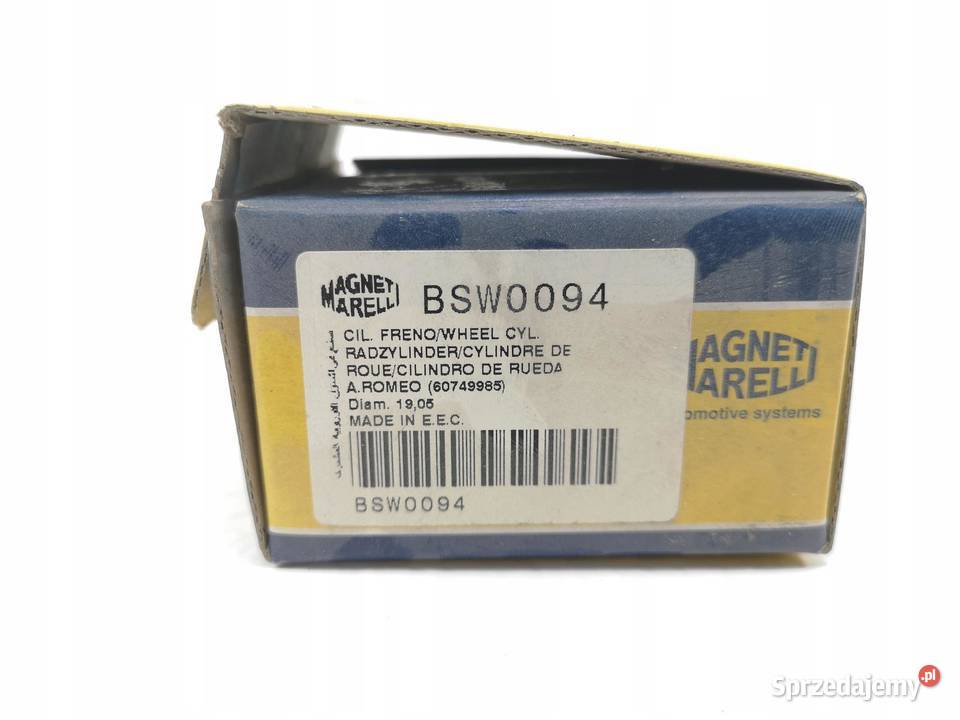 MAGNETI
MARELLI
BSW0094
CIL. FRENO/WHEEL CYL.
RADZYLINDER/CYLINDRE DE
ROUE/CILINDRO DE RUEDA
A.ROMEO (60749985)
Diam. 19,05
MADE IN E.E.C.
BSW0094
MAGNETI
MARELLI
omotive systems
Sprzedajemy.pl